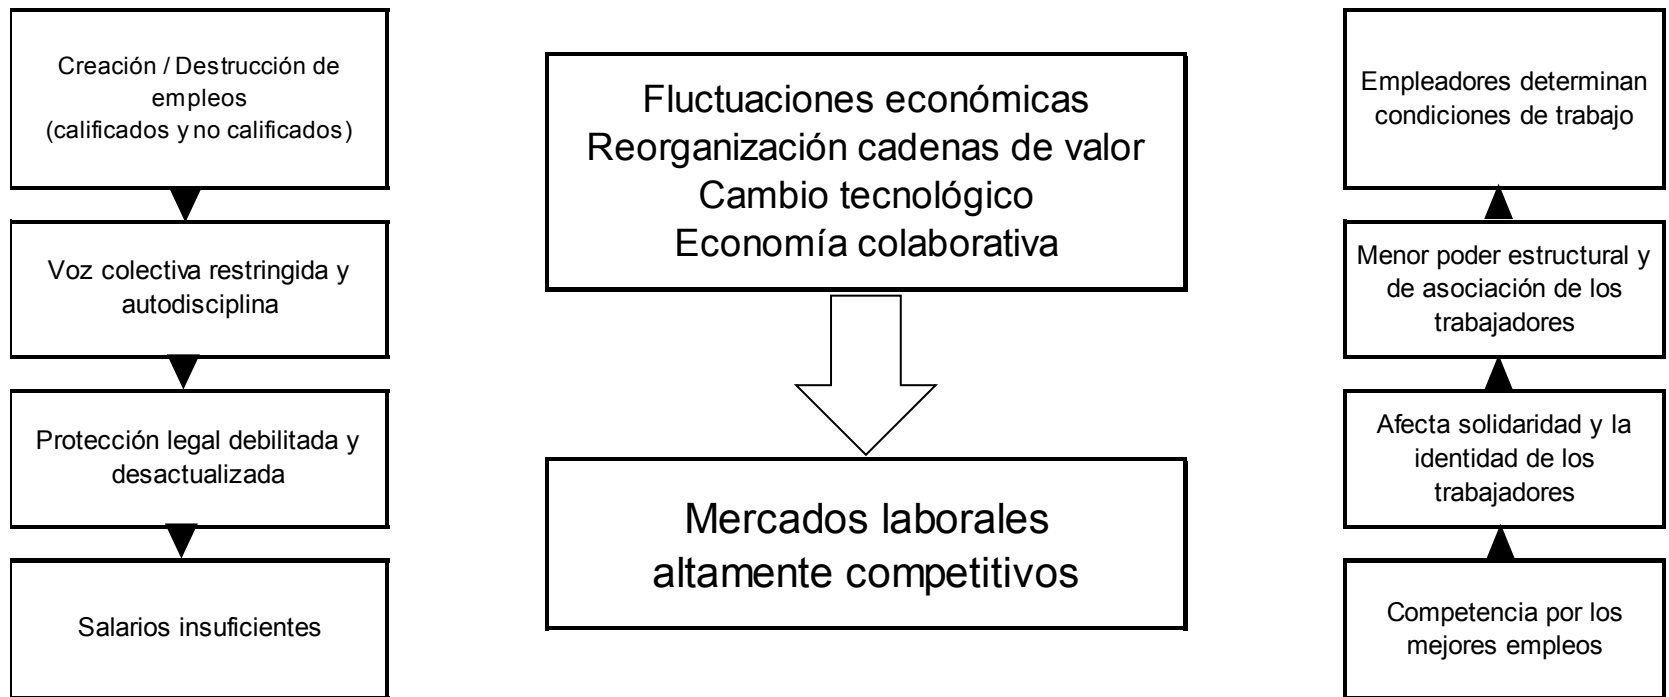 Creación / Destrucción de
empleos
(calificados y no calificados)
Voz colectiva restringida y
autodisciplina
Protección legal debilitada y
desactualizada
Salarios insuficientes
Fluctuaciones económicas
Reorganización cadenas de valor
Cambio tecnológico
Economía colaborativa
Mercados laborales
altamente competitivos
Empleadores determinan
condiciones de trabajo
Menor poder estructural y
de asociación de los
trabajadores
Afecta solidaridad y la
identidad de los
trabajadores
Competencia por los
mejores empleos